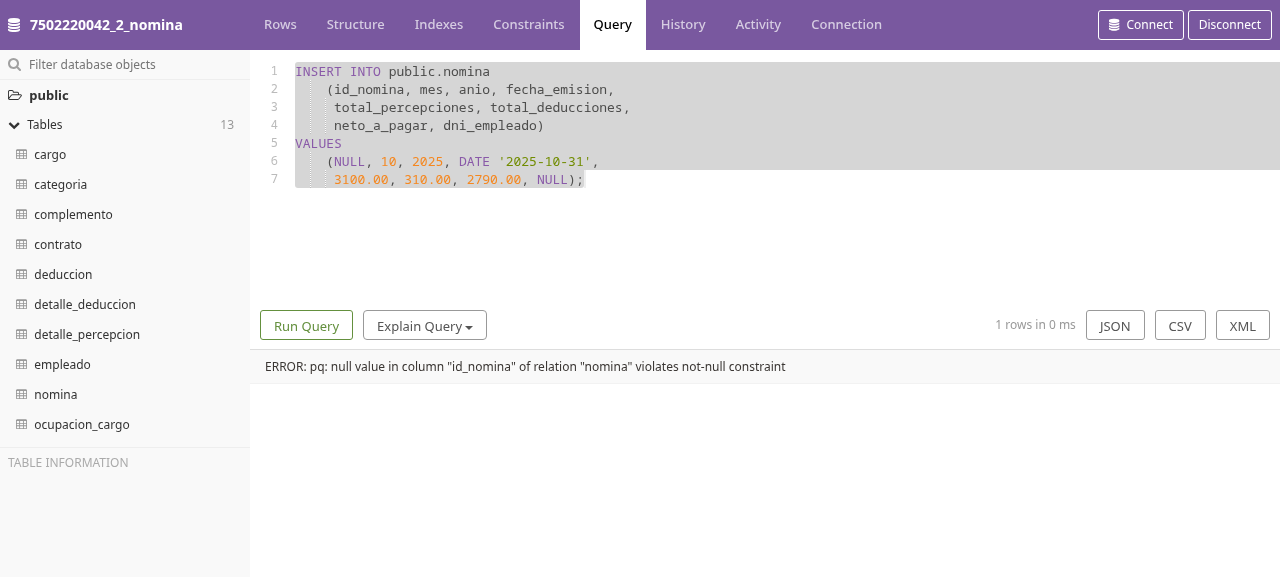 7502220042_2_nomina
Rows Structure Indexes Constraints Query History Activity Connection
Connect Disconnect
Filter database objects
public
Tables 13
cargo
categoria
complemento
contrato
deduccion
detalle_deduccion
detalle_percepcion
empleado
nomina
ocupacion_cargo
TABLE INFORMATION
1 INSERT INTO public.nomina
2 (id_nomina, mes, anio, fecha_emision,
3 total_percepciones, total_deducciones,
4 neto_a_pagar, dni_empleado)
5 VALUES
6 (NULL, 10, 2025, DATE '2025-10-31',
7 3100.00, 310.00, 2790.00, NULL);
Run Query Explain Query 1 rows in 0 ms JSON CSV XML
ERROR: pq: null value in column "id_nomina" of relation "nomina" violates not-null constraint